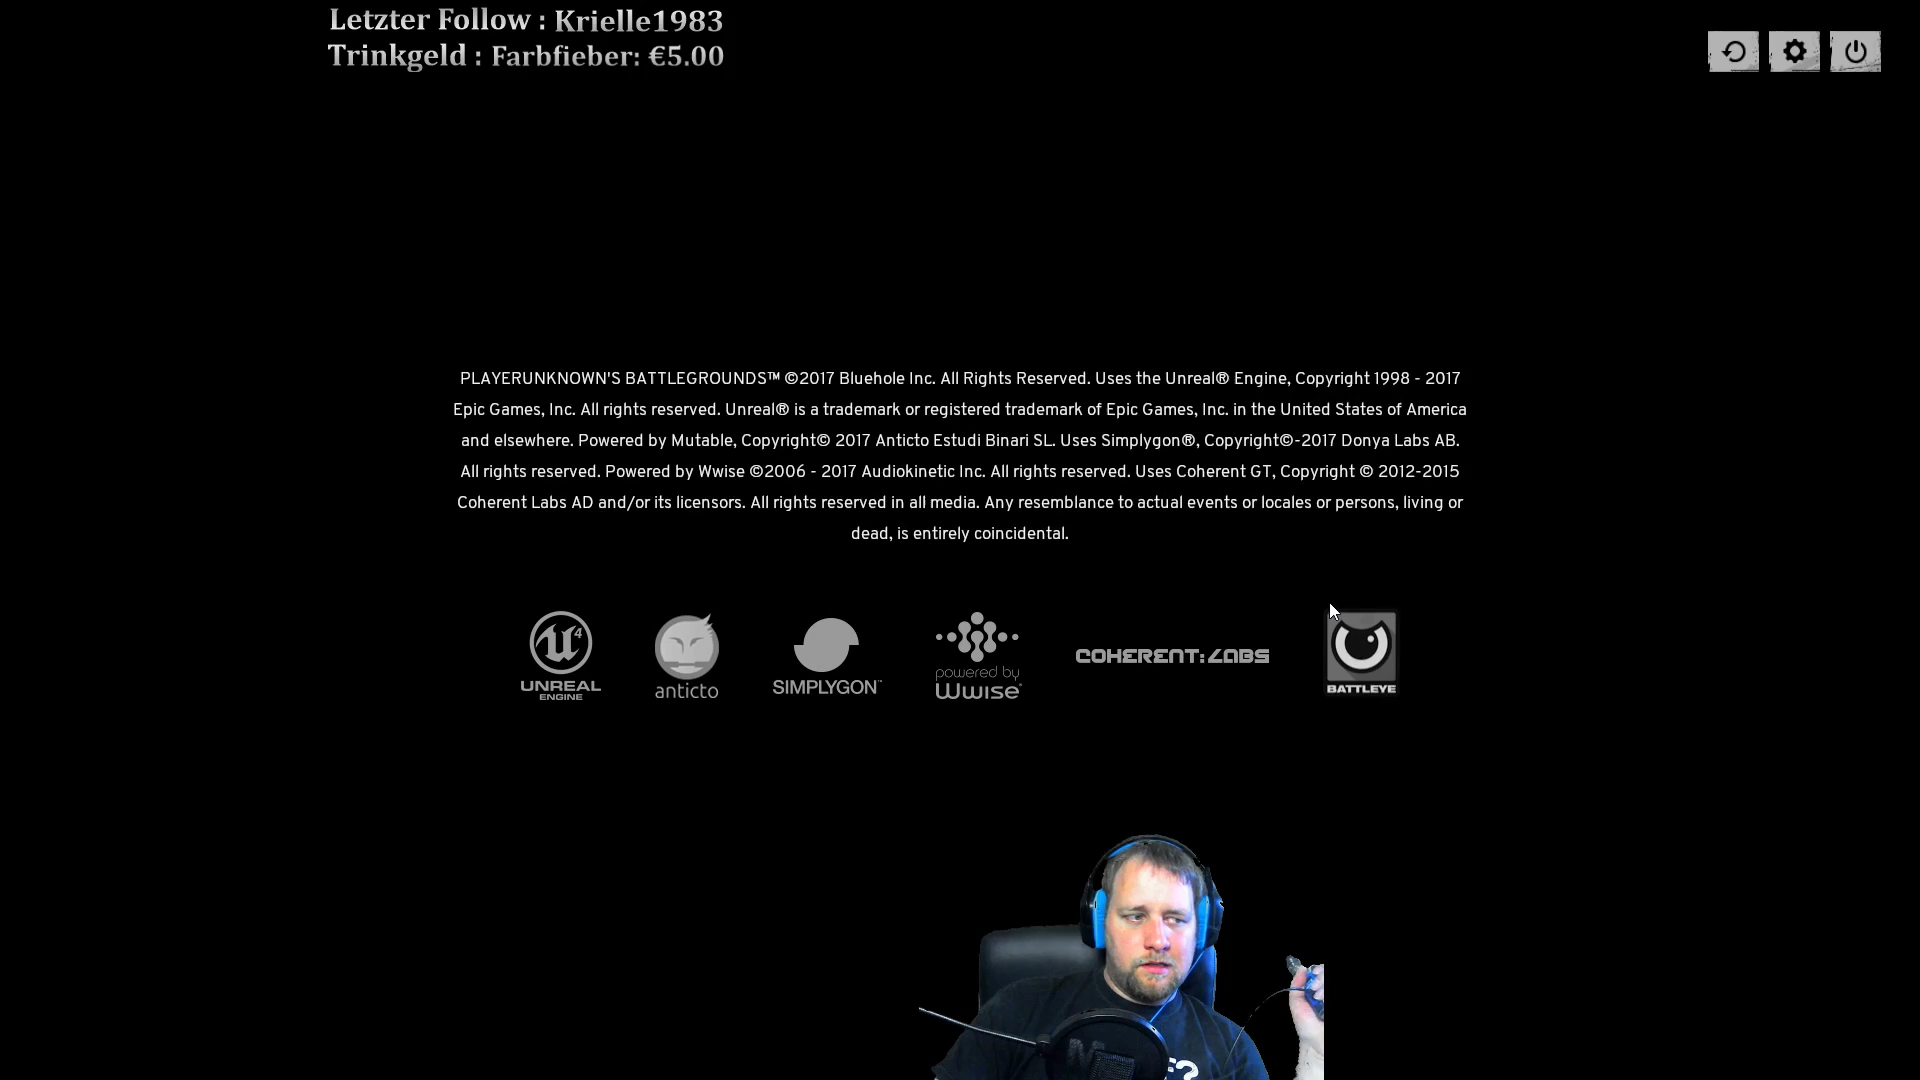 Letzter Follow : Krielle1983
Trinkgeld : Farbfieber: €5.00
PLAYERUNKNOWN'S BATTLEGROUNDS™ ©2017 Bluehole Inc. All Rights Reserved. Uses the Unreal® Engine, Copyright 1998 - 2017
Epic Games, Inc. All rights reserved. Unreal® is a trademark or registered trademark of Epic Games, Inc. in the United States of America
and elsewhere. Powered by Mutable, Copyright© 2017 Anticto Estudi Binari SL. Uses Simplygon®, Copyright©-2017 Donya Labs AB.
All rights reserved. Powered by Wwise ©2006 - 2017 Audiokinetic Inc. All rights reserved. Uses Coherent GT, Copyright © 2012-2015
Coherent Labs AD and/or its licensors. All rights reserved in all media. Any resemblance to actual events or locales or persons, living or
dead, is entirely coincidental.
U4 UNREAL ENGINE
anticto
SIMPLYGON™
powered by
Wwise®
COHERENT:LABS
BATTLEYE